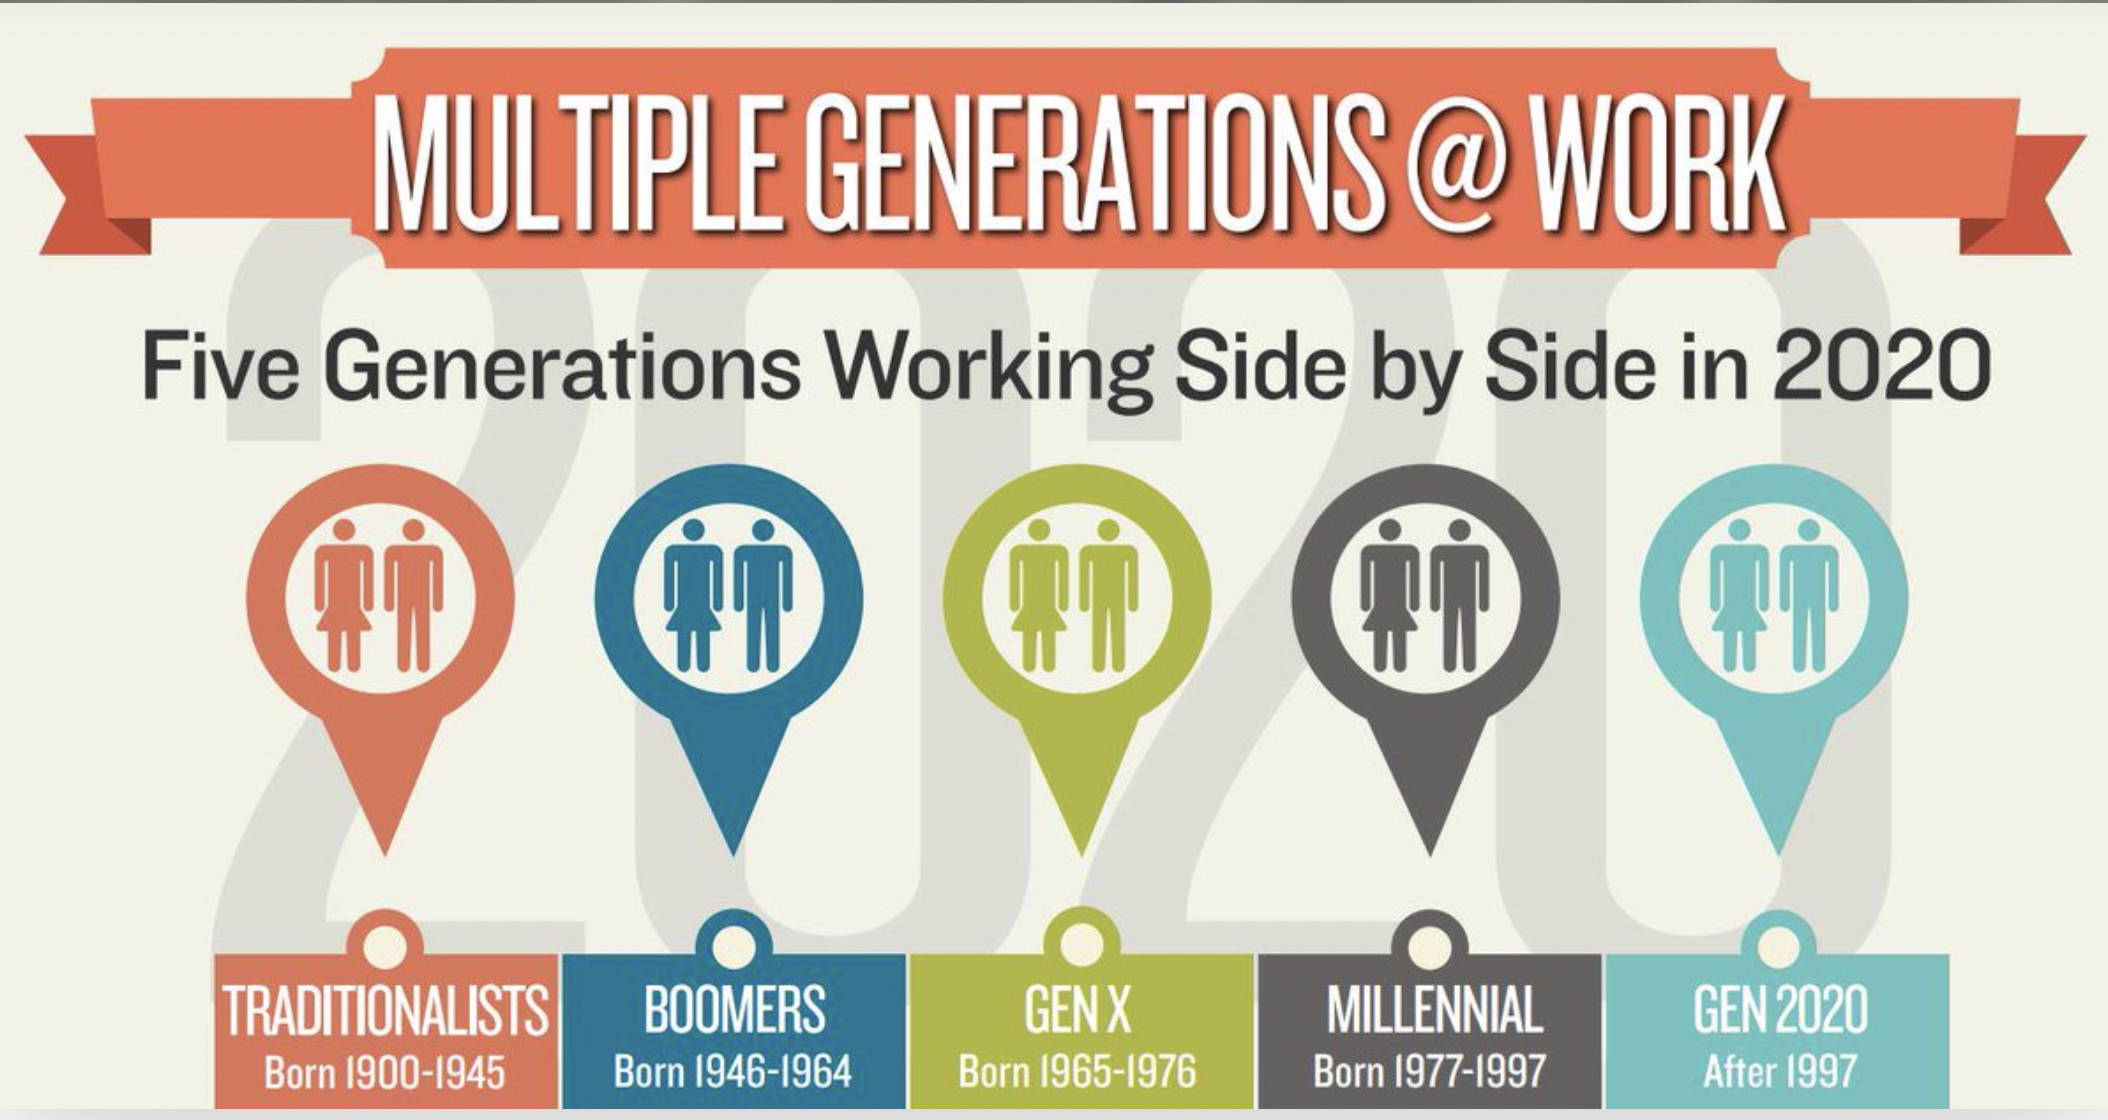 MULTIPLE GENERATIONS @ WORK
Five Generations Working Side by Side in 2020
2020
TRADITIONALISTS
Born 1900-1945
BOOMERS
Born 1946-1964
GEN X
Born 1965-1976
MILLENNIAL
Born 1977-1997
GEN 2020
After 1997